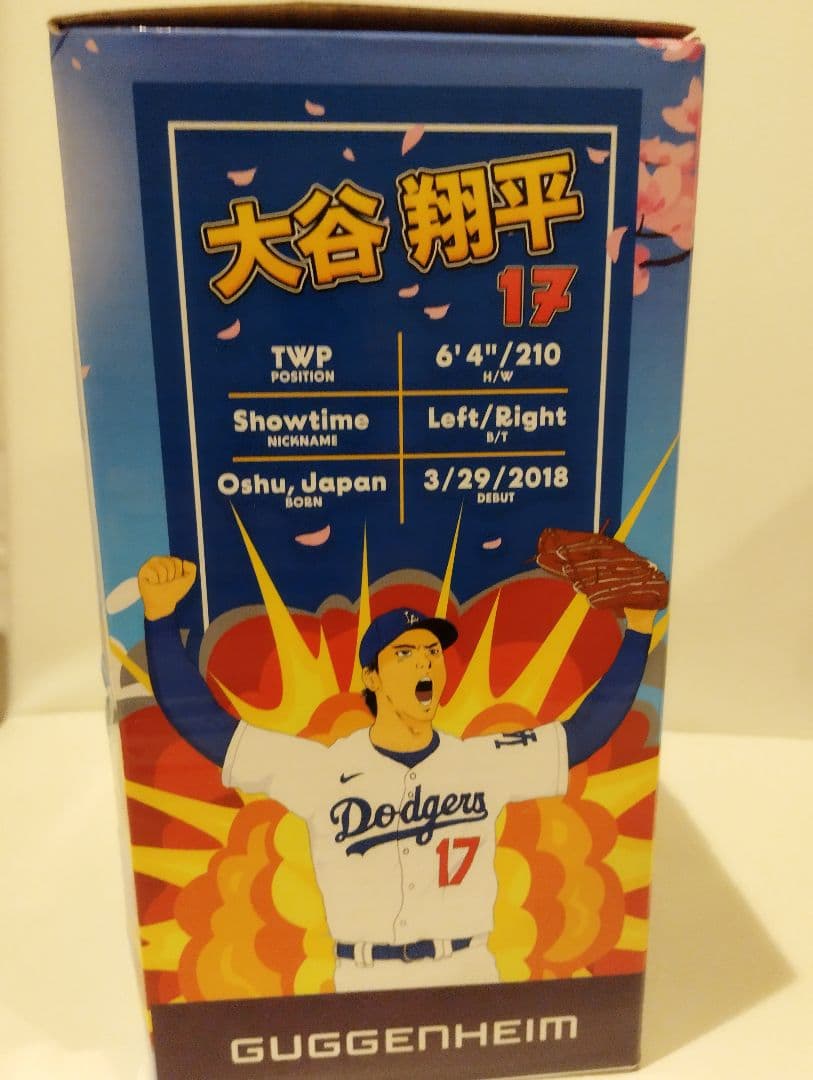 大谷 翔平
17
TWP
POSITION
6'4"/210
H/W
Showtime
NICKNAME
Left/Right
B/T
Oshu, Japan
BORN
3/29/2018
DEBUT
LA
Dodgers
17
GUGGENHEIM